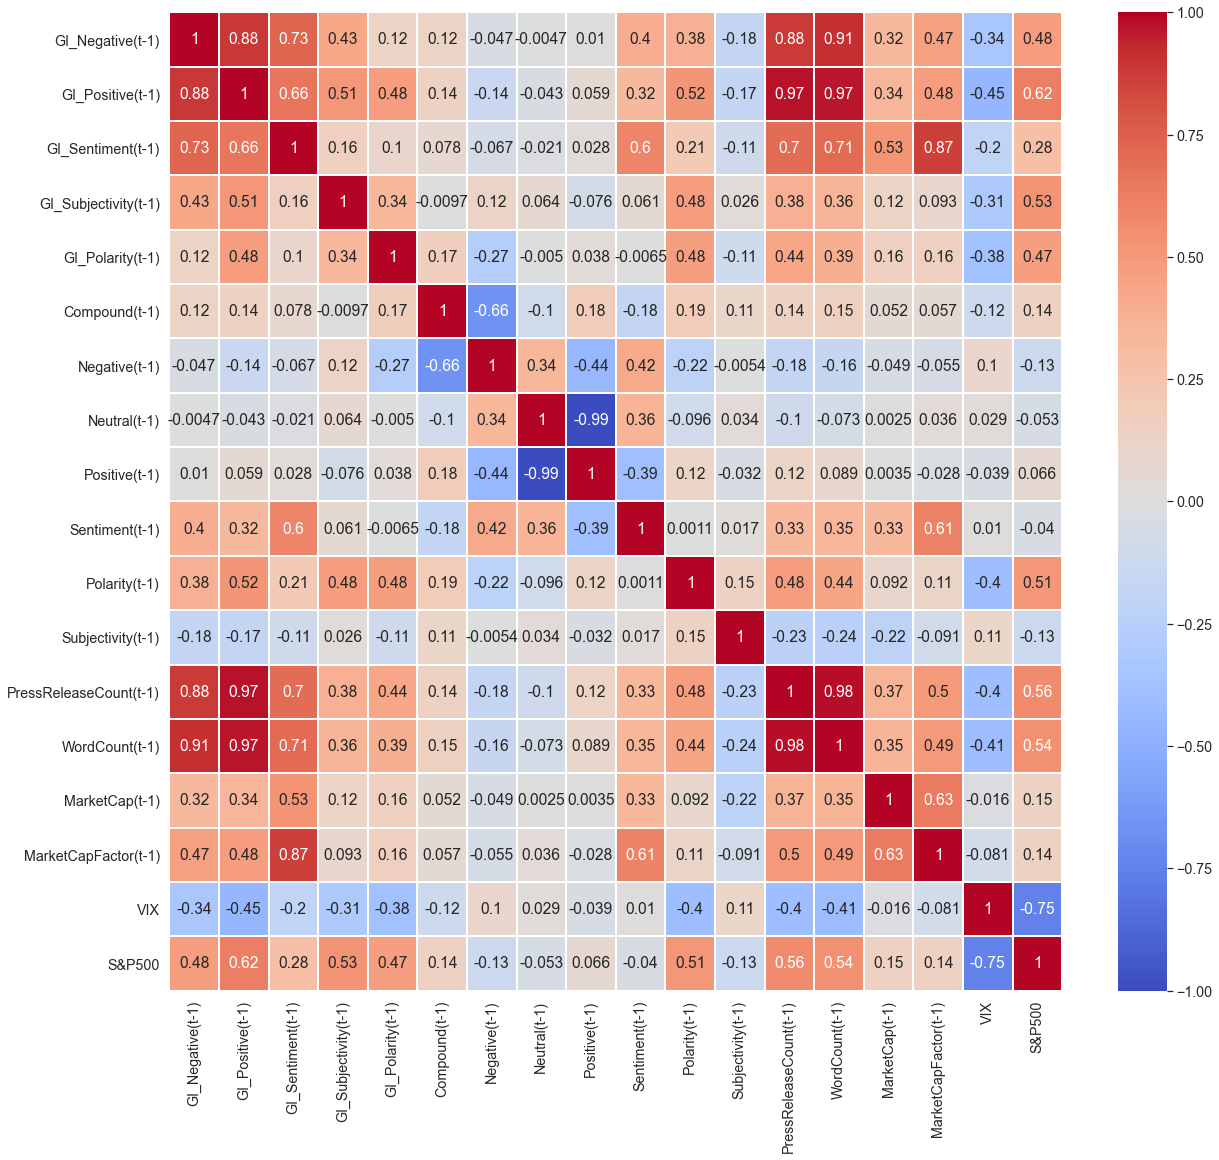 GI_Negative(t-1) 1 0.88 0.73 0.43 0.12 0.12 -0.047 -0.0047 0.01 0.4 0.38 -0.18 0.88 0.91 0.32 0.47 -0.34 0.48
GI_Positive(t-1) 0.88 1 0.66 0.51 0.48 0.14 -0.14 -0.043 0.059 0.32 0.52 -0.17 0.97 0.97 0.34 0.48 -0.45 0.62
GI_Sentiment(t-1) 0.73 0.66 1 0.16 0.1 0.078 -0.067 -0.021 0.028 0.6 0.21 -0.11 0.7 0.71 0.53 0.87 -0.2 0.28
GI_Subjectivity(t-1) 0.43 0.51 0.16 1 0.34 -0.0097 0.12 0.064 -0.076 0.061 0.48 0.026 0.38 0.36 0.12 0.093 -0.31 0.53
GI_Polarity(t-1) 0.12 0.48 0.1 0.34 1 0.17 -0.27 -0.005 0.038 -0.0065 0.48 -0.11 0.44 0.39 0.16 0.16 -0.38 0.47
Compound(t-1) 0.12 0.14 0.078 -0.0097 0.17 1 -0.66 -0.1 0.18 -0.18 0.19 0.11 0.14 0.15 0.052 0.057 -0.12 0.14
Negative(t-1) -0.047 -0.14 -0.067 0.12 -0.27 -0.66 1 0.34 -0.44 0.42 -0.22 -0.0054 -0.18 -0.16 -0.049 -0.055 0.1 -0.13
Neutral(t-1) -0.0047 -0.043 -0.021 0.064 -0.005 -0.1 0.34 1 -0.99 0.36 -0.096 0.034 -0.1 -0.073 0.0025 0.036 0.029 -0.053
Positive(t-1) 0.01 0.059 0.028 -0.076 0.038 0.18 -0.44 -0.99 1 -0.39 0.12 -0.032 0.12 0.089 0.0035 -0.028 -0.039 0.066
Sentiment(t-1) 0.4 0.32 0.6 0.061 -0.0065 -0.18 0.42 0.36 -0.39 1 0.0011 0.017 0.33 0.35 0.33 0.61 0.01 -0.04
Polarity(t-1) 0.38 0.52 0.21 0.48 0.48 0.19 -0.22 -0.096 0.12 0.0011 1 0.15 0.48 0.44 0.092 0.11 -0.4 0.51
Subjectivity(t-1) -0.18 -0.17 -0.11 0.026 -0.11 0.11 -0.0054 0.034 -0.032 0.017 0.15 1 -0.23 -0.24 -0.22 -0.091 0.11 -0.13
PressReleaseCount(t-1) 0.88 0.97 0.7 0.38 0.44 0.14 -0.18 -0.1 0.12 0.33 0.48 -0.23 1 0.98 0.37 0.5 -0.4 0.56
WordCount(t-1) 0.91 0.97 0.71 0.36 0.39 0.15 -0.16 -0.073 0.089 0.35 0.44 -0.24 0.98 1 0.35 0.49 -0.41 0.54
MarketCap(t-1) 0.32 0.34 0.53 0.12 0.16 0.052 -0.049 0.0025 0.0035 0.33 0.092 -0.22 0.37 0.35 1 0.63 -0.016 0.15
MarketCapFactor(t-1) 0.47 0.48 0.87 0.093 0.16 0.057 -0.055 0.036 -0.028 0.61 0.11 -0.091 0.5 0.49 0.63 1 -0.081 0.14
VIX -0.34 -0.45 -0.2 -0.31 -0.38 -0.12 0.1 0.029 -0.039 0.01 -0.4 0.11 -0.4 -0.41 -0.016 -0.081 1 -0.75
S&P500 0.48 0.62 0.28 0.53 0.47 0.14 -0.13 -0.053 0.066 -0.04 0.51 -0.13 0.56 0.54 0.15 0.14 -0.75 1
GI_Negative(t-1)
GI_Positive(t-1)
GI_Sentiment(t-1)
GI_Subjectivity(t-1)
GI_Polarity(t-1)
Compound(t-1)
Negative(t-1)
Neutral(t-1)
Positive(t-1)
Sentiment(t-1)
Polarity(t-1)
Subjectivity(t-1)
PressReleaseCount(t-1)
WordCount(t-1)
MarketCap(t-1)
MarketCapFactor(t-1)
VIX
S&P500
1.00
0.75
0.50
0.25
0.00
−0.25
−0.50
−0.75
−1.00